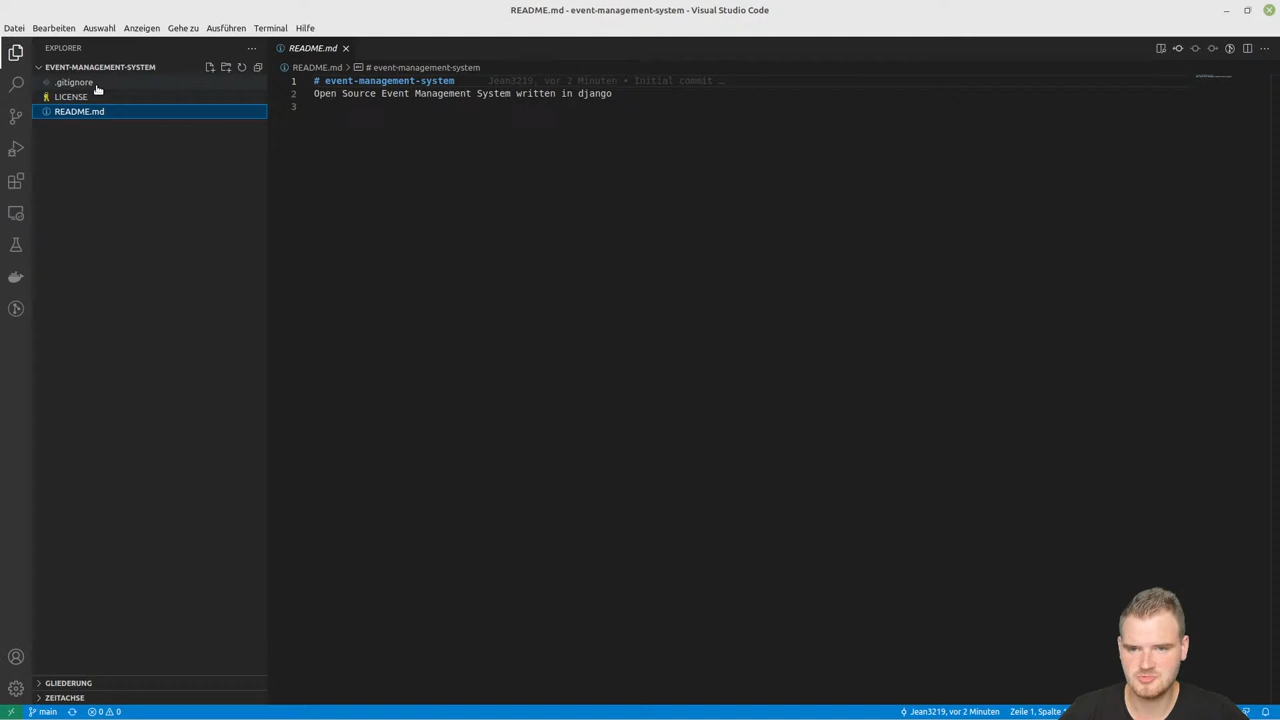 README.md - event-management-system - Visual Studio Code
Datei Bearbeiten Auswahl Anzeigen Gehe zu Ausführen Terminal Hilfe
EXPLORER
README.md
EVENT-MANAGEMENT-SYSTEM
README.md > # event-management-system
.gitignore
LICENSE
README.md
1 # event-management-system Jean3219, vor 2 Minuten • Initial commit …
2 Open Source Event Management System written in django
3
GLIEDERUNG
ZEITACHSE
main 0 0 Jean3219, vor 2 Minuten Zeile 1, Spalte